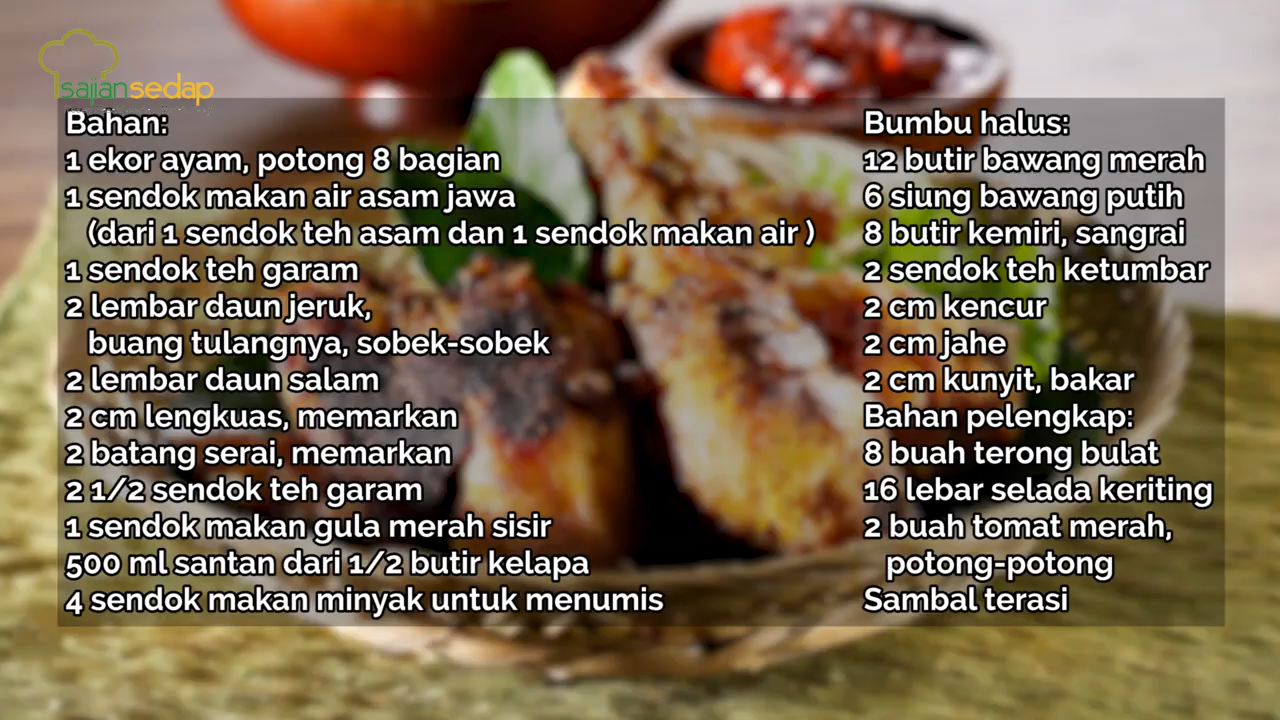 sajiansedap
Bahan:
1 ekor ayam, potong 8 bagian
1 sendok makan air asam jawa
(dari 1 sendok teh asam dan 1 sendok makan air )
1 sendok teh garam
2 lembar daun jeruk,
buang tulangnya, sobek-sobek
2 lembar daun salam
2 cm lengkuas, memarkan
2 batang serai, memarkan
2 1/2 sendok teh garam
1 sendok makan gula merah sisir
500 ml santan dari 1/2 butir kelapa
4 sendok makan minyak untuk menumis
Bumbu halus:
12 butir bawang merah
6 siung bawang putih
8 butir kemiri, sangrai
2 sendok teh ketumbar
2 cm kencur
2 cm jahe
2 cm kunyit, bakar
Bahan pelengkap:
8 buah terong bulat
16 lebar selada keriting
2 buah tomat merah,
potong-potong
Sambal terasi